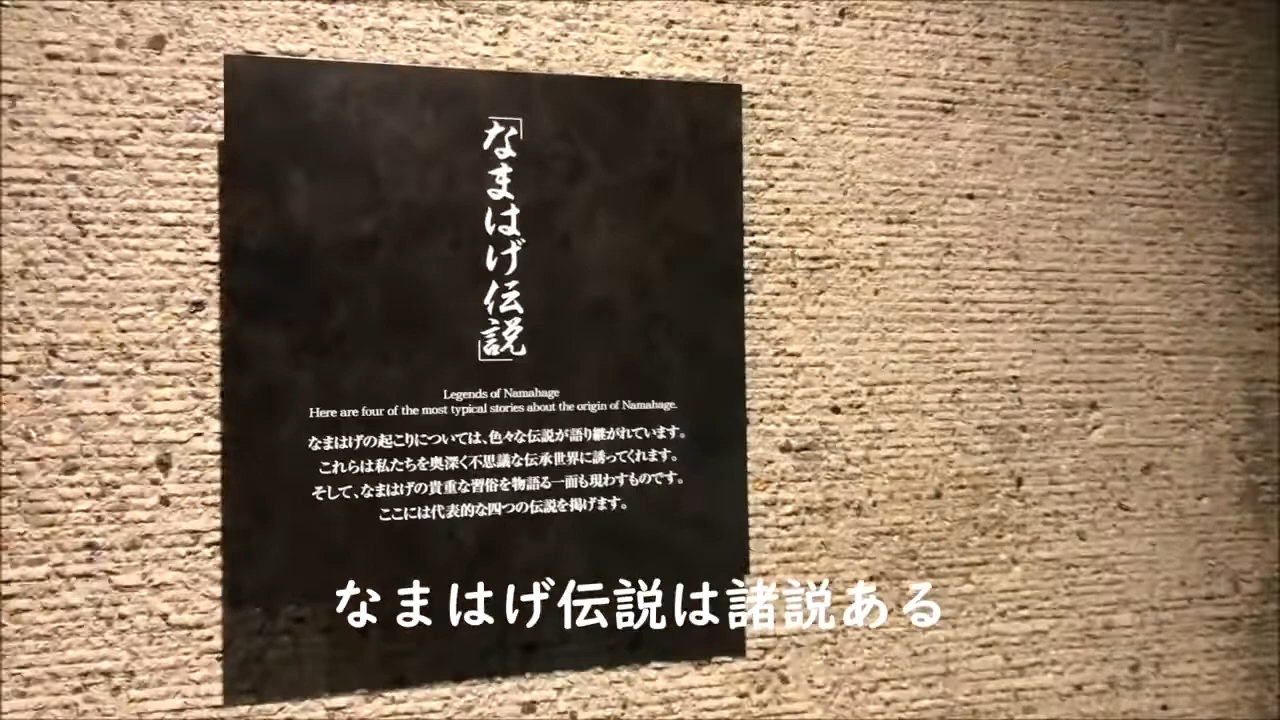 「なまはげ伝説」
Legends of Namahage
Here are four of the most typical stories about the origin of Namahage.
なまはげの起こりについては、色々な伝説が語り継がれています。
これらは私たちを奥深く不思議な伝承世界に誘ってくれます。
そして、なまはげの貴重な習俗を物語る一面も現わすものです。
ここには代表的な四つの伝説を掲げます。
なまはげ伝説は諸説ある